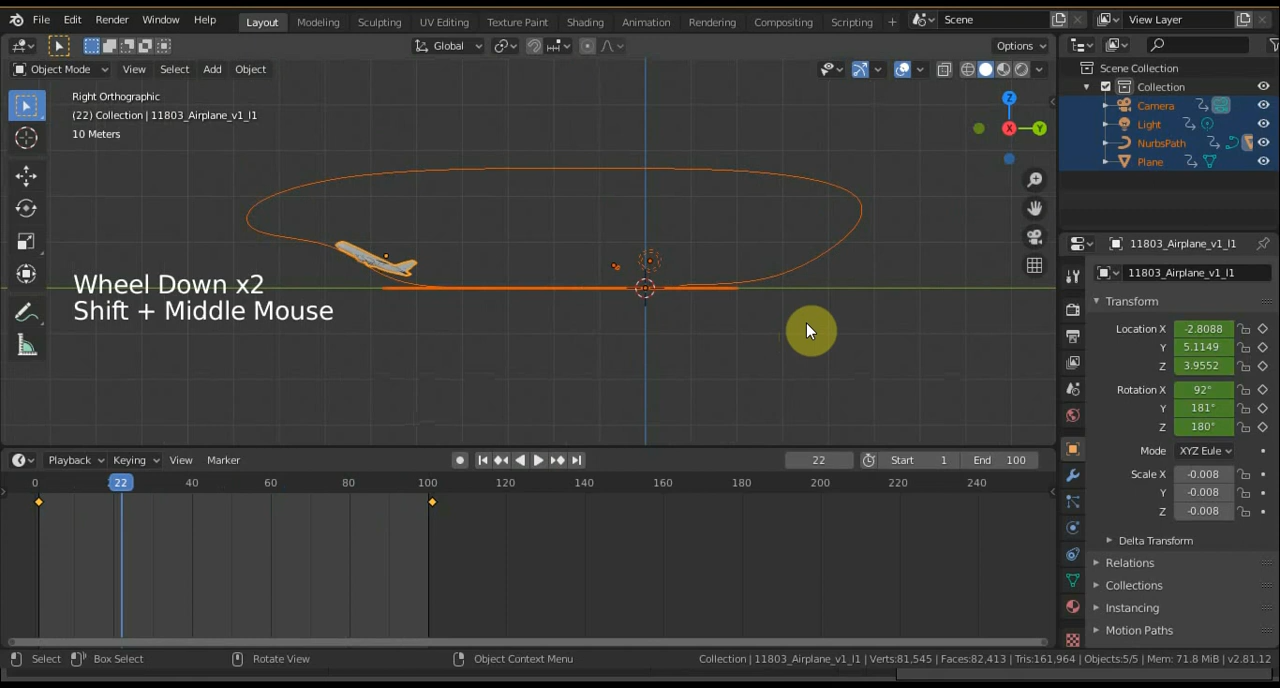 File Edit Render Window Help Layout Modeling Sculpting UV Editing Texture Paint Shading Animation Rendering Compositing Scripting + Scene View Layer
Global Options
Object Mode View Select Add Object
Right Orthographic
(22) Collection | 11803_Airplane_v1_l1
10 Meters
Z
X
Y
Wheel Down x2
Shift + Middle Mouse
Scene Collection
Collection
Camera
Light
NurbsPath
Plane
11803_Airplane_v1_l1
11803_Airplane_v1_l1
Transform
Location X -2.8088
Y 5.1149
Z 3.9552
Rotation X 92°
Y 181°
Z 180°
Mode XYZ Eule
Scale X -0.008
Y -0.008
Z -0.008
Delta Transform
Relations
Collections
Instancing
Motion Paths
Playback Keying View Marker 22 Start 1 End 100
0 22 40 60 80 100 120 140 160 180 200 220 240
Select Box Select Rotate View Object Context Menu Collection | 11803_Airplane_v1_l1 | Verts:81,545 | Faces:82,413 | Tris:161,964 | Objects:5/5 | Mem: 71.8 MiB | v2.81.12